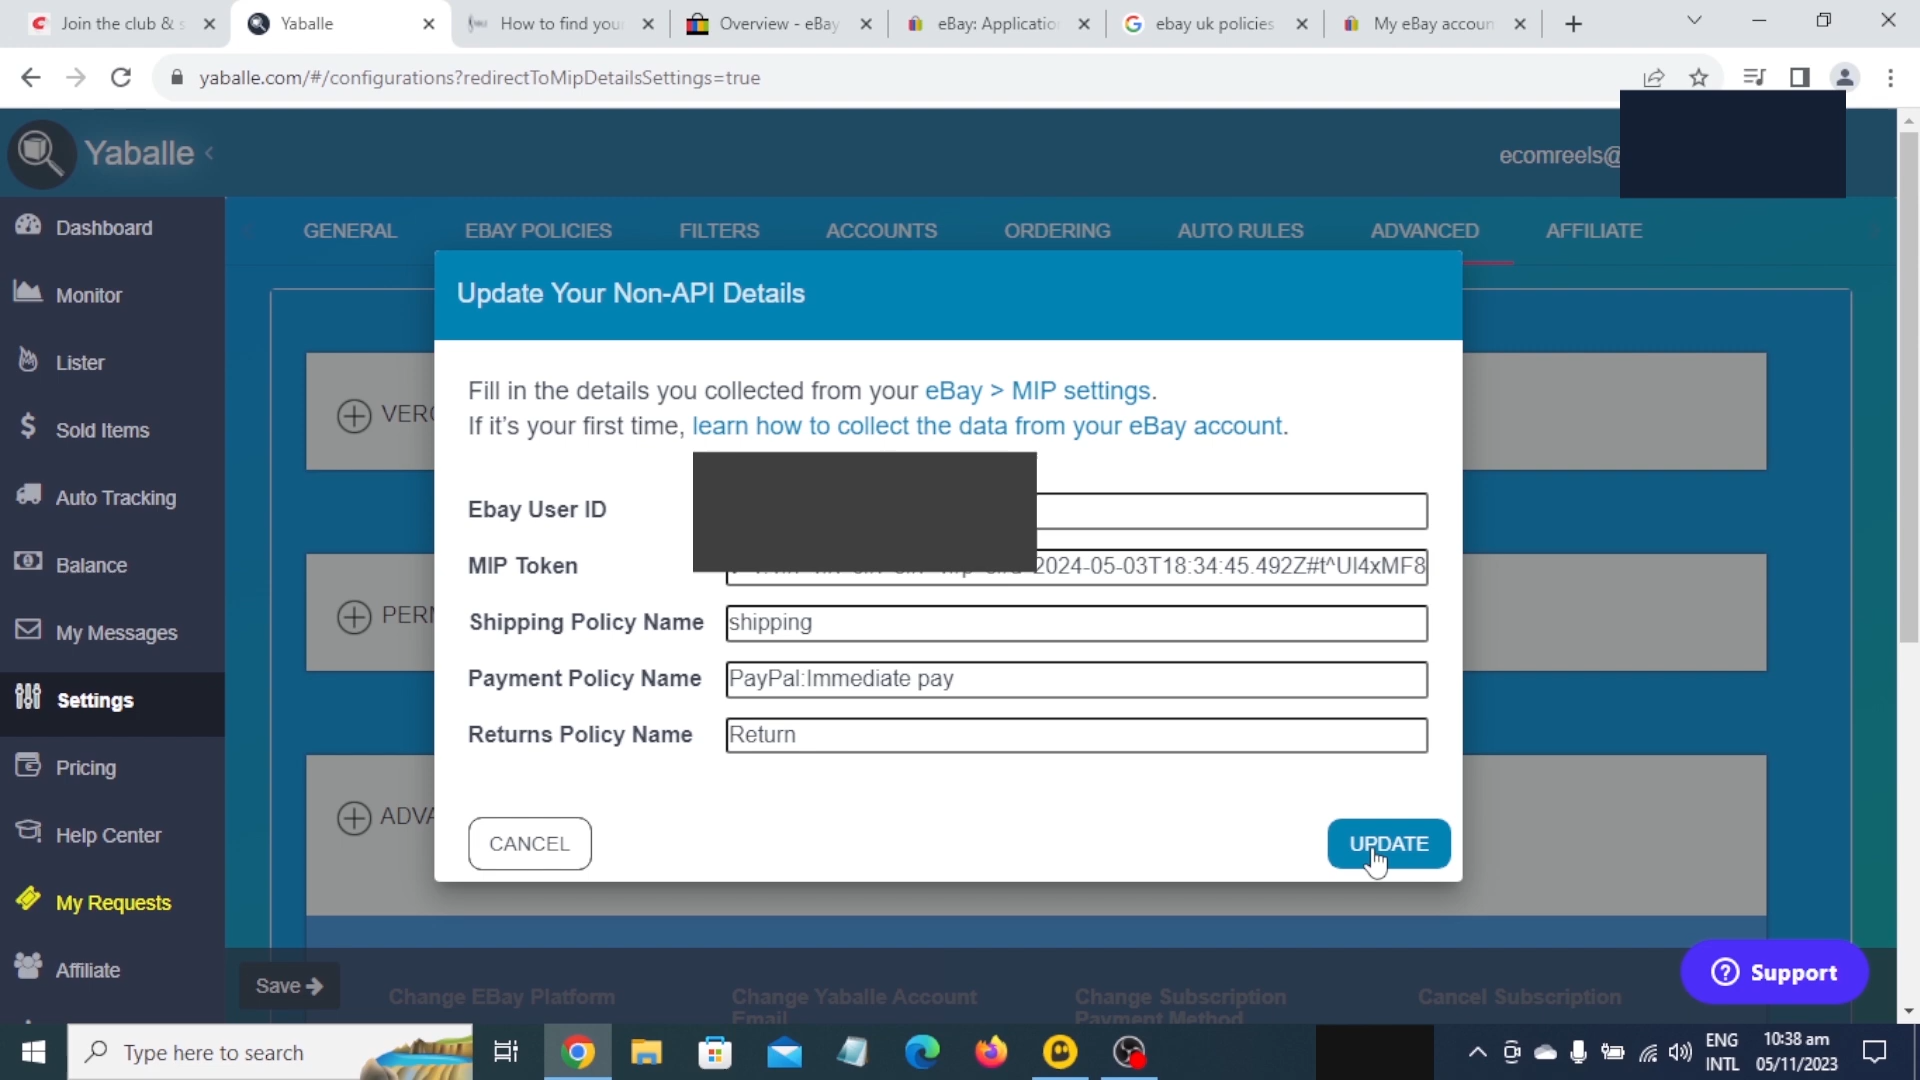 Join the club & s
Yaballe
How to find you
Overview - eBay
eBay: Applicatio
ebay uk policies
My eBay accoun
yaballe.com/#/configurations?redirectToMipDetailsSettings=true
Yaballe
ecomreels@
Dashboard
Monitor
Lister
Sold Items
Auto Tracking
Balance
My Messages
Settings
Pricing
Help Center
My Requests
Affiliate
GENERAL
EBAY POLICIES
FILTERS
ACCOUNTS
ORDERING
AUTO RULES
ADVANCED
AFFILIATE
VERO
PER
ADVA
Update Your Non-API Details
Fill in the details you collected from your eBay > MIP settings.
If it's your first time, learn how to collect the data from your eBay account.
Ebay User ID
MIP Token
2024-05-03T18:34:45.492Z#t^Ul4xMF8
Shipping Policy Name
shipping
Payment Policy Name
PayPal:Immediate pay
Returns Policy Name
Return
CANCEL
UPDATE
Save
Change EBay Platform
Change Yaballe Account
Email
Change Subscription
Payment Method
Cancel Subscription
Support
Type here to search
ENG
INTL
10:38 am
05/11/2023